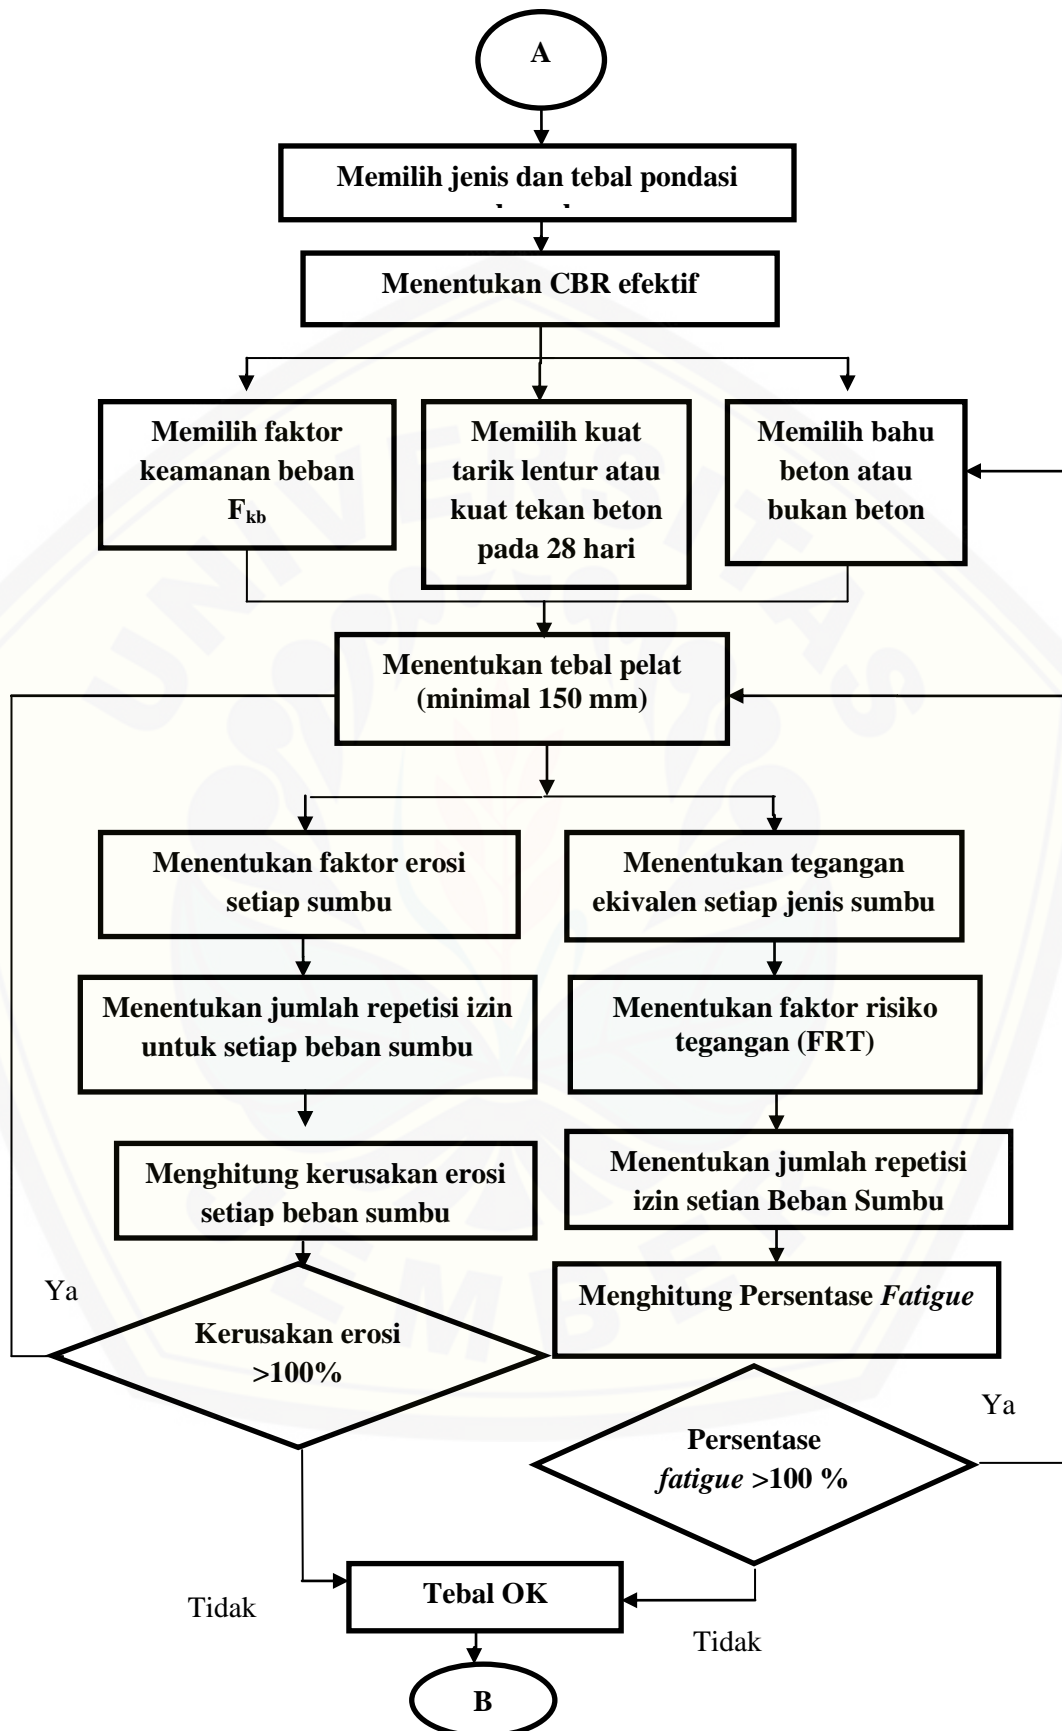 A
Memilih jenis dan tebal pondasi
Menentukan CBR efektif
Memilih faktor
keamanan beban
Fkb
Memilih kuat
tarik lentur atau
kuat tekan beton
pada 28 hari
Memilih bahu
beton atau
bukan beton
Menentukan tebal pelat
(minimal 150 mm)
Menentukan faktor erosi
setiap sumbu
Menentukan tegangan
ekivalen setiap jenis sumbu
Menentukan jumlah repetisi izin
untuk setiap beban sumbu
Menentukan faktor risiko
tegangan (FRT)
Menghitung kerusakan erosi
setiap beban sumbu
Menentukan jumlah repetisi
izin setian Beban Sumbu
Ya
Kerusakan erosi
>100%
Menghitung Persentase Fatigue
Ya
Persentase
fatigue >100 %
Tidak
Tebal OK
Tidak
B
UNIVERSITAS
JEMBER